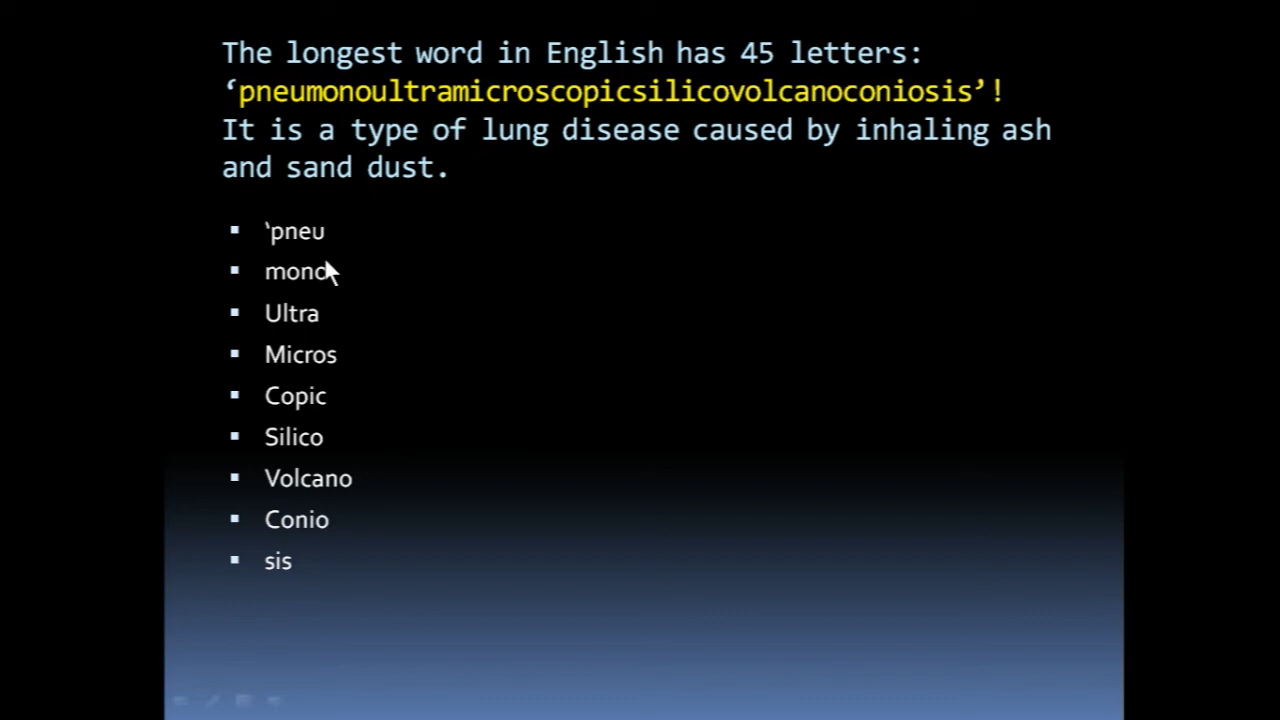 The longest word in English has 45 letters:
‘pneumonoultramicroscopicsilicovolcanoconiosis’!
It is a type of lung disease caused by inhaling ash
and sand dust.
‘pneu
mono
Ultra
Micros
Copic
Silico
Volcano
Conio
sis